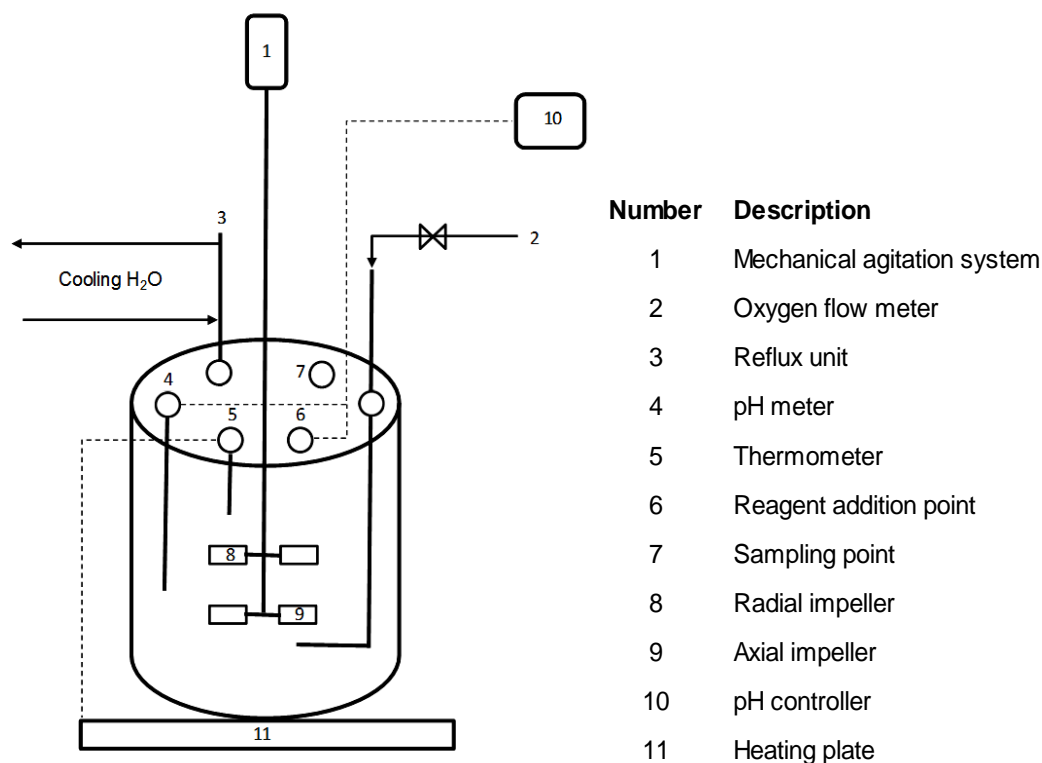 1
10
3
2
Cooling H₂O
7
4
5
6
8
9
11
Number Description
1 Mechanical agitation system
2 Oxygen flow meter
3 Reflux unit
4 pH meter
5 Thermometer
6 Reagent addition point
7 Sampling point
8 Radial impeller
9 Axial impeller
10 pH controller
11 Heating plate